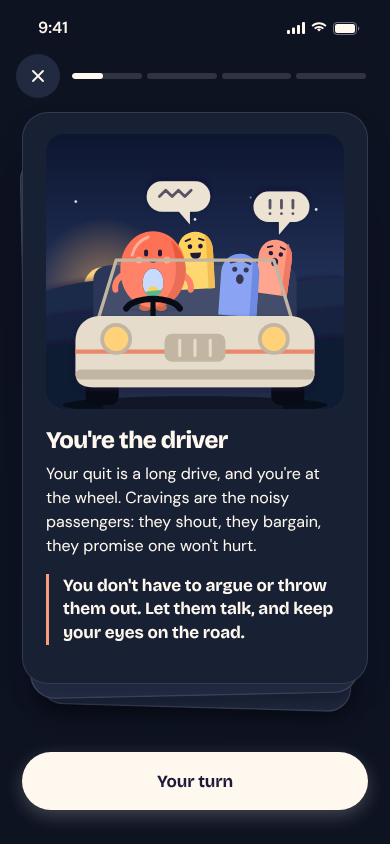 9:41
! ! !
You're the driver
Your quit is a long drive, and you're at
the wheel. Cravings are the noisy
passengers: they shout, they bargain,
they promise one won't hurt.
You don't have to argue or throw
them out. Let them talk, and keep
your eyes on the road.
Your turn